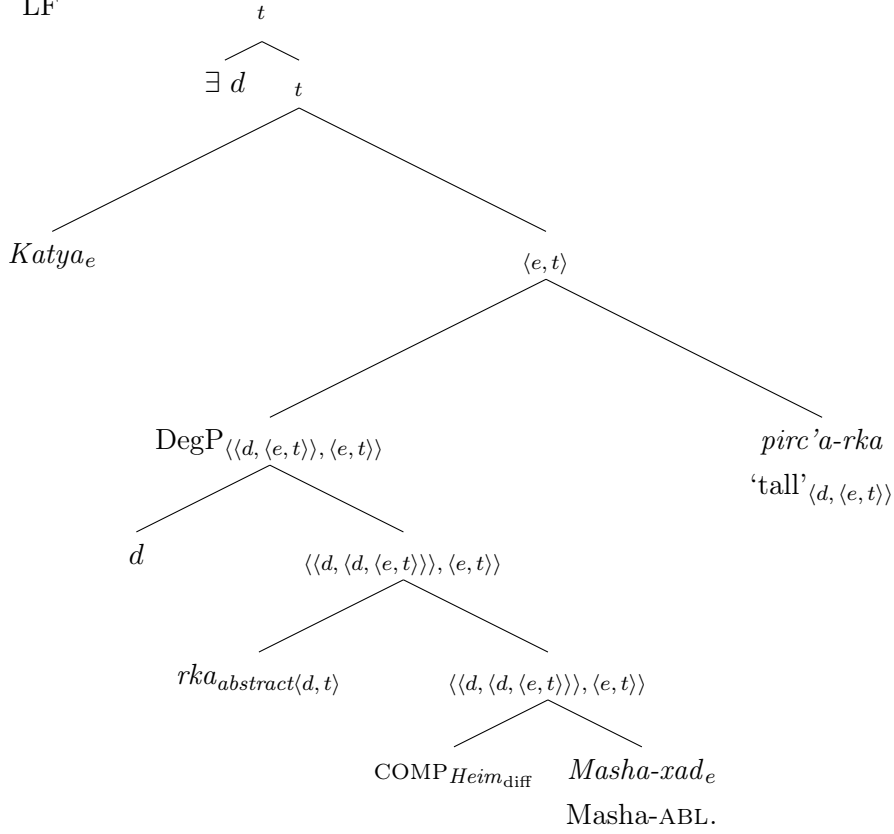 LF
t
∃ d
t
Katya_e
⟨e, t⟩
DegP_⟨⟨d, ⟨e, t⟩⟩, ⟨e, t⟩⟩
pirc’a-rka
‘tall’_⟨d, ⟨e, t⟩⟩
d
⟨⟨d, ⟨d, ⟨e, t⟩⟩⟩, ⟨e, t⟩⟩
rka_abstract⟨d, t⟩
⟨⟨d, ⟨d, ⟨e, t⟩⟩⟩, ⟨e, t⟩⟩
COMP_Heim_diff
Masha-xad_e
Masha-ABL.